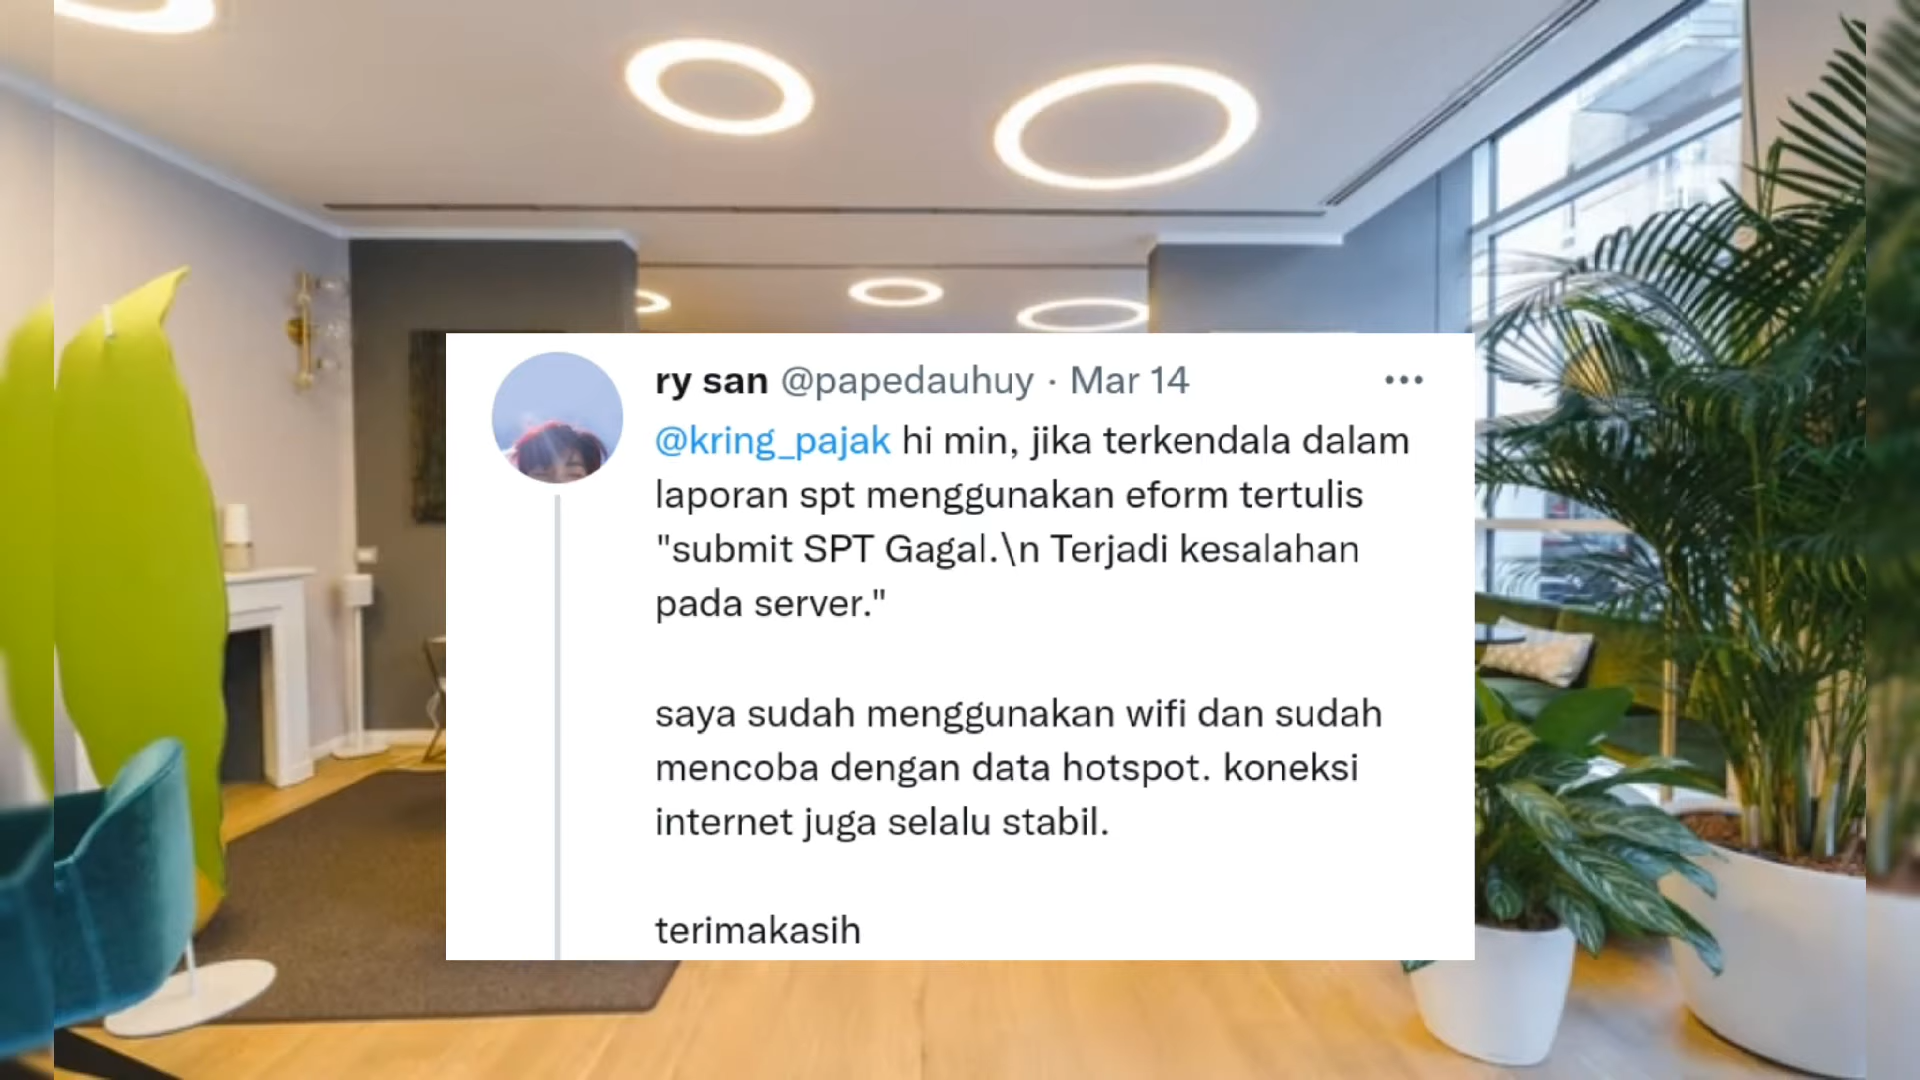 ry san @papedauhuy · Mar 14
@kring_pajak hi min, jika terkendala dalam
laporan spt menggunakan eform tertulis
"submit SPT Gagal.\n Terjadi kesalahan
pada server."
saya sudah menggunakan wifi dan sudah
mencoba dengan data hotspot. koneksi
internet juga selalu stabil.
terimakasih